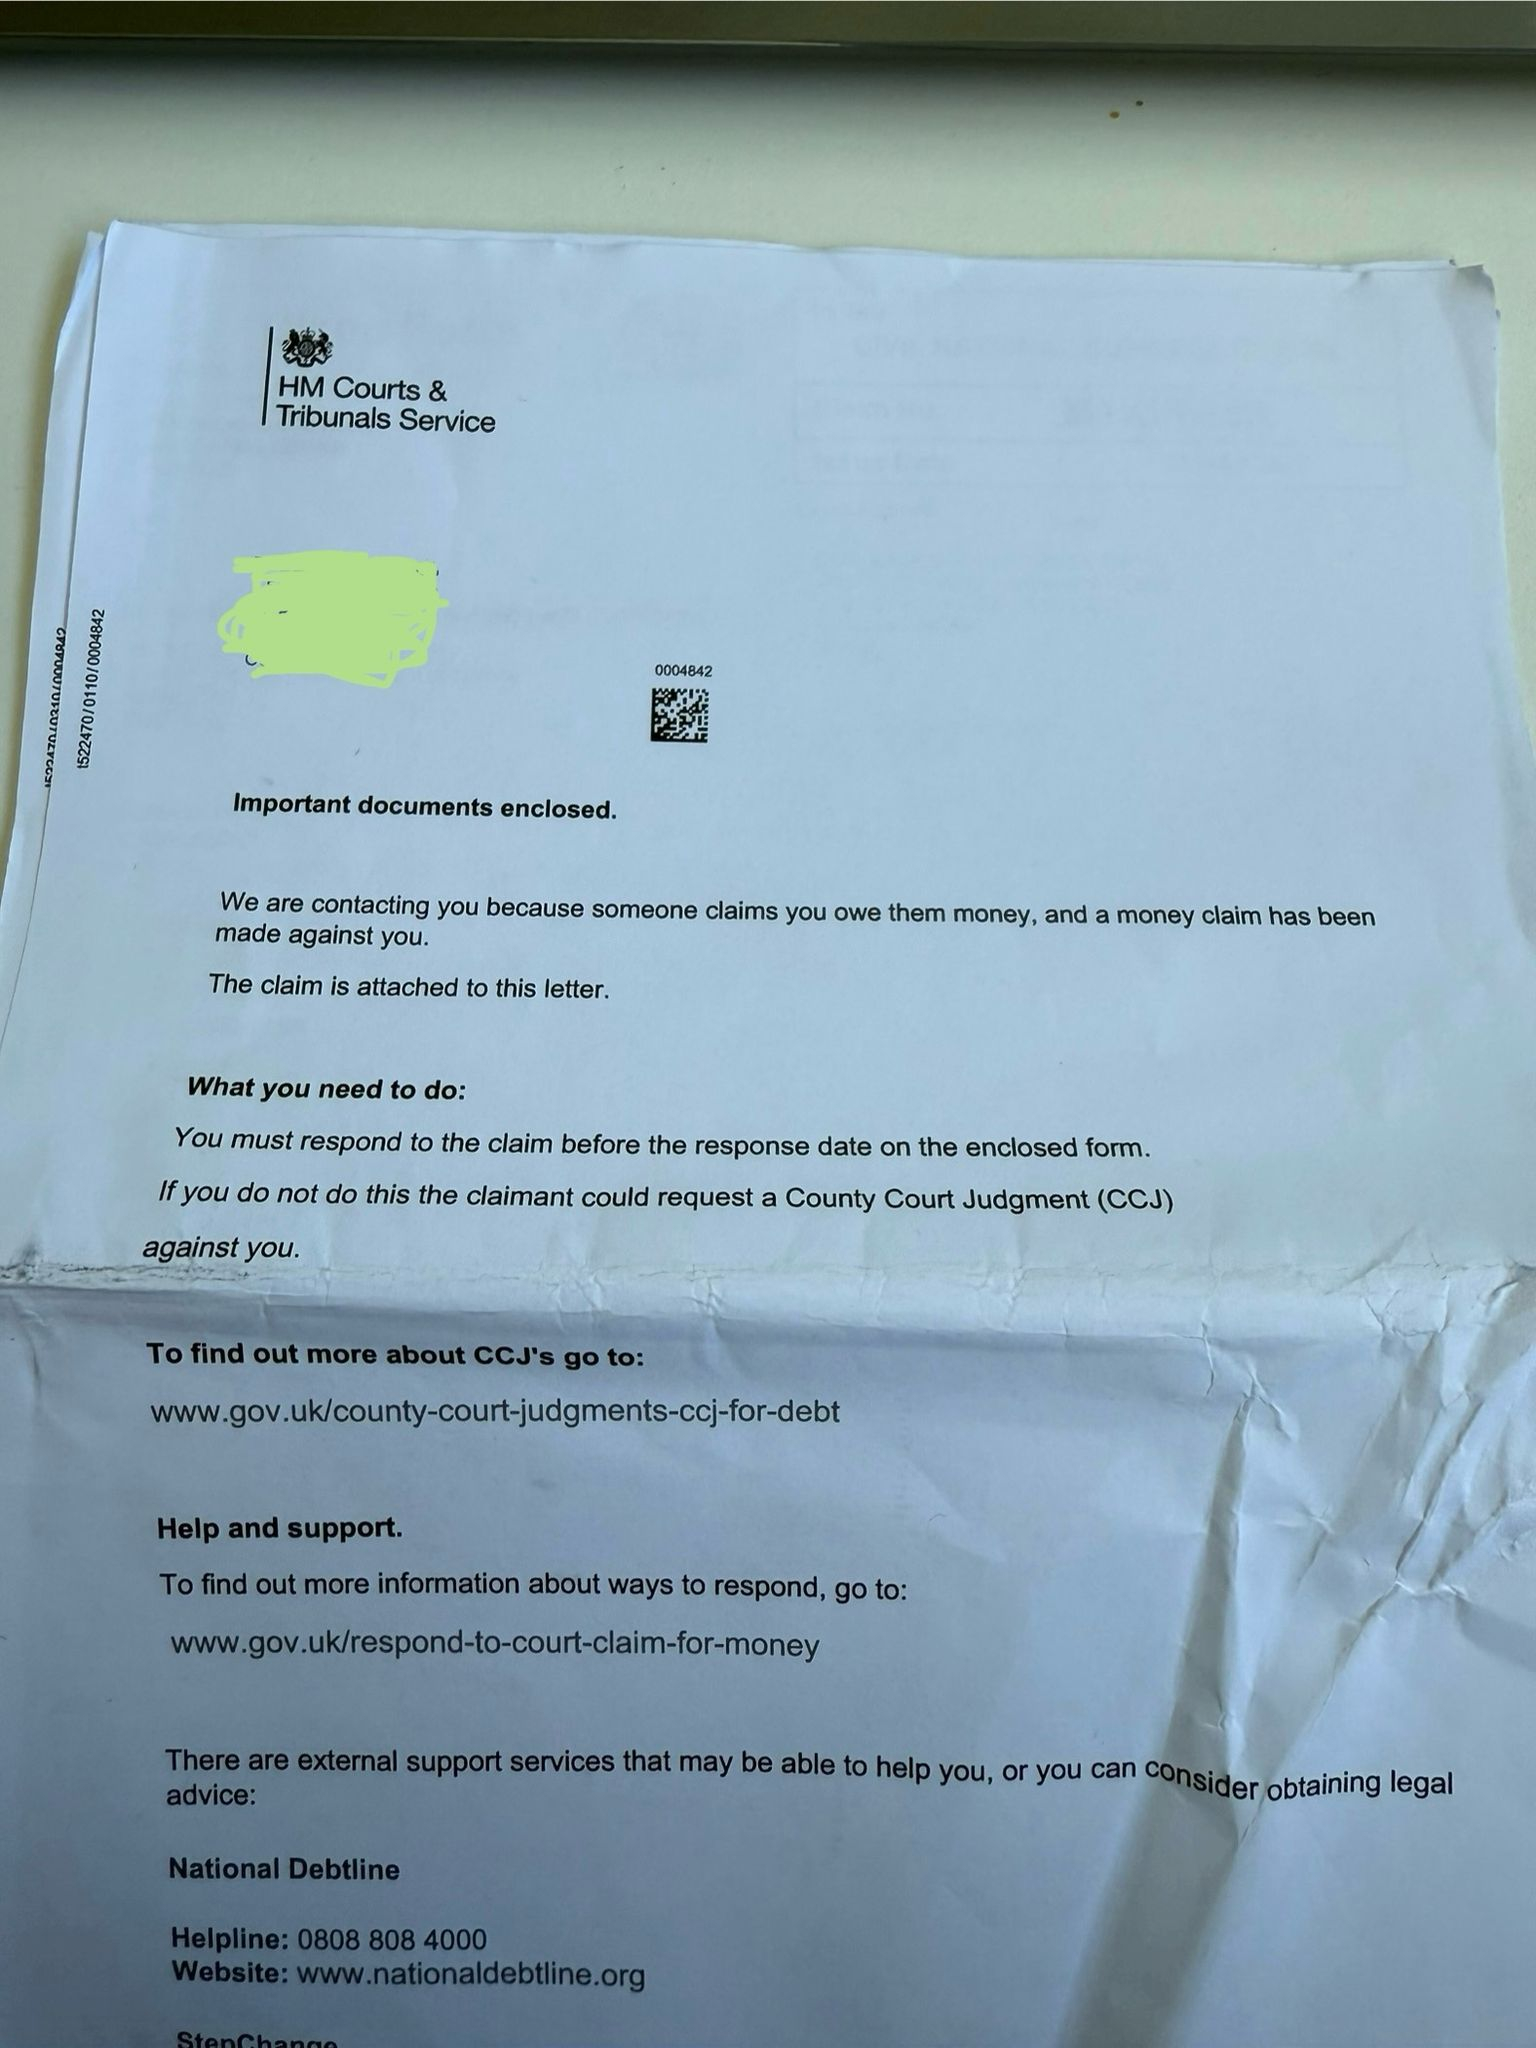 HM Courts &
Tribunals Service
t522470/0110/0004842
0004842
Important documents enclosed.
We are contacting you because someone claims you owe them money, and a money claim has been
made against you.
The claim is attached to this letter.
What you need to do:
You must respond to the claim before the response date on the enclosed form.
If you do not do this the claimant could request a County Court Judgment (CCJ)
against you.
To find out more about CCJ's go to:
www.gov.uk/county-court-judgments-ccj-for-debt
Help and support.
To find out more information about ways to respond, go to:
www.gov.uk/respond-to-court-claim-for-money
There are external support services that may be able to help you, or you can consider obtaining legal
advice:
National Debtline
Helpline: 0808 808 4000
Website: www.nationaldebtline.org
StepChange